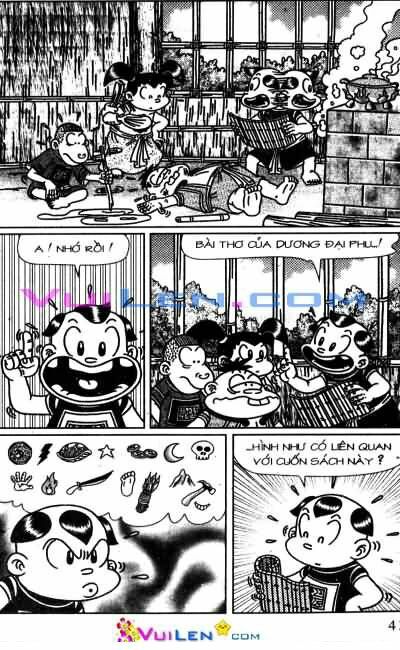 A! NHỚ RỒI!
BÀI THƠ CỦA DƯƠNG ĐẠI PHU...!
VuiLen.com
...HÌNH NHƯ CÓ LIÊN QUAN
VỚI CUỐN SÁCH NÀY?
VuiLen.com